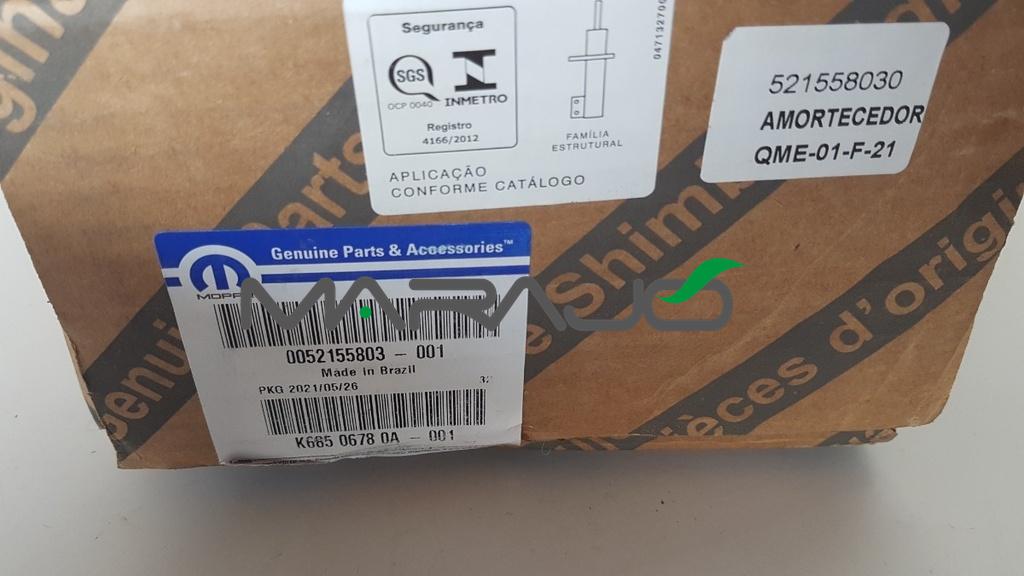 Segurança
SGS
OCP 0040
INMETRO
Registro
4166/2012
FAMÍLIA
ESTRUTURAL
APLICAÇÃO
CONFORME CATÁLOGO
521558030
AMORTECEDOR
QME-01-F-21
Genuine Parts & Accessories™
MARAJÓ
0052155803 - 001
Made in Brazil
PKG 2021/05/26
K665 0678 0A - 001
Parts
d'origi